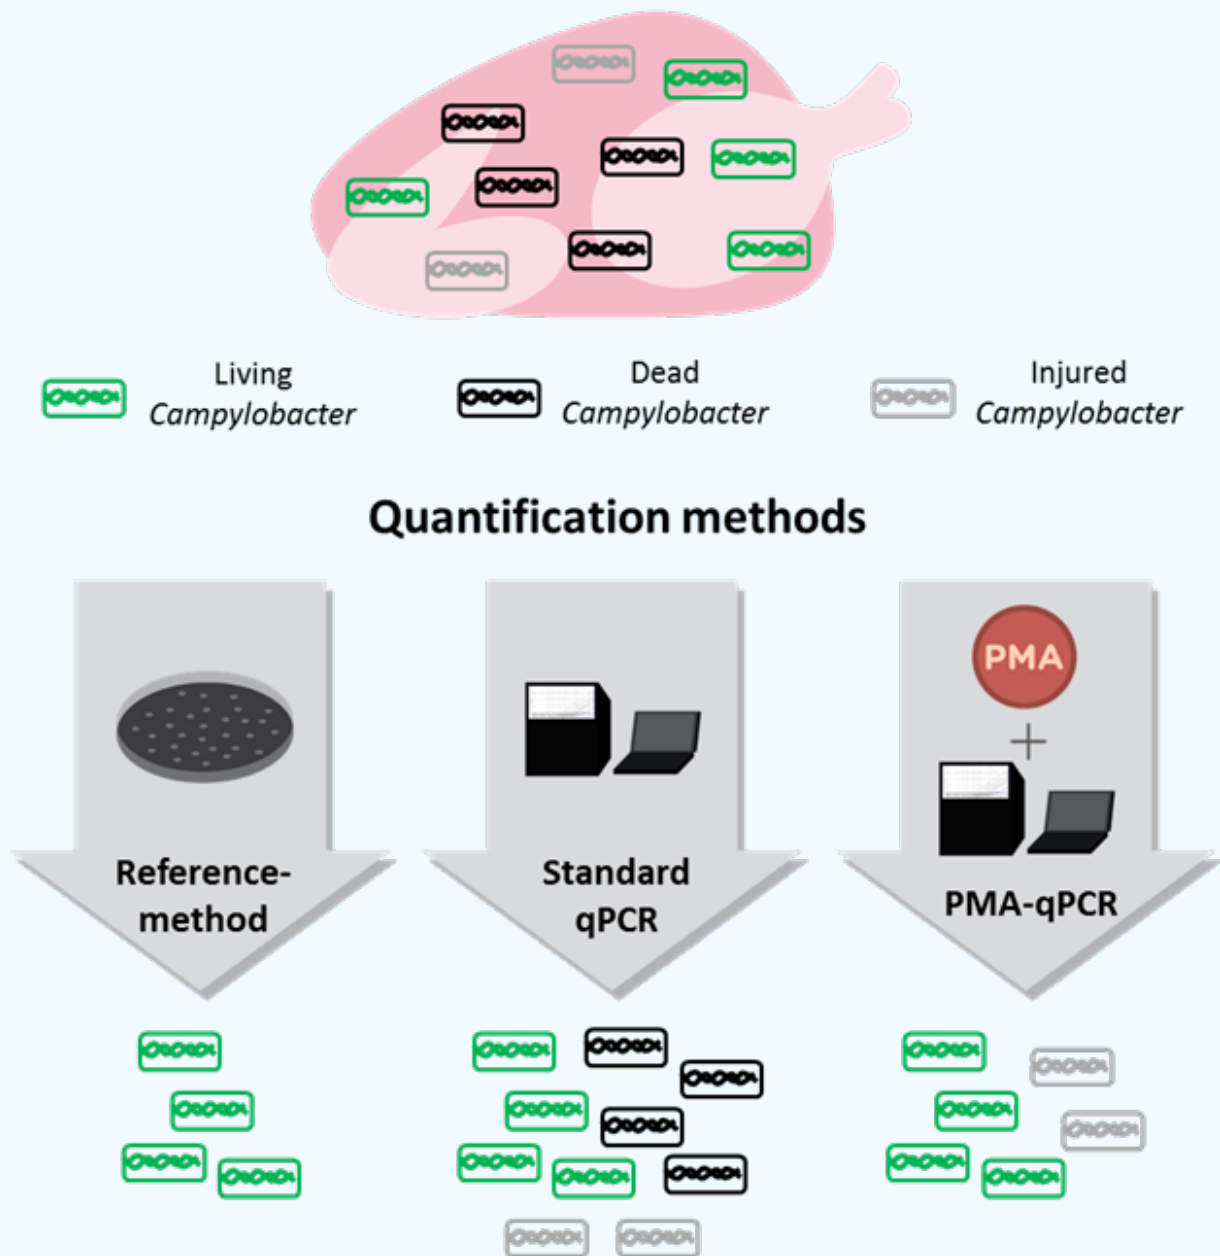 Living
Campylobacter
Dead
Campylobacter
Injured
Campylobacter
Quantification methods
Reference-
method
Standard
qPCR
PMA
+
PMA-qPCR